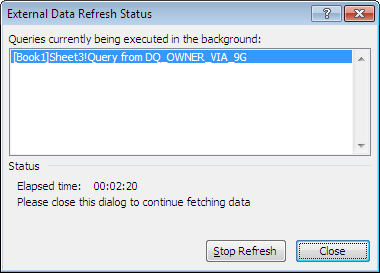 External Data Refresh Status
Queries currently being executed in the background:
[Book1]Sheet3!Query from DQ_OWNER_VIA_9G
Status
Elapsed time: 00:02:20
Please close this dialog to continue fetching data
Stop Refresh Close